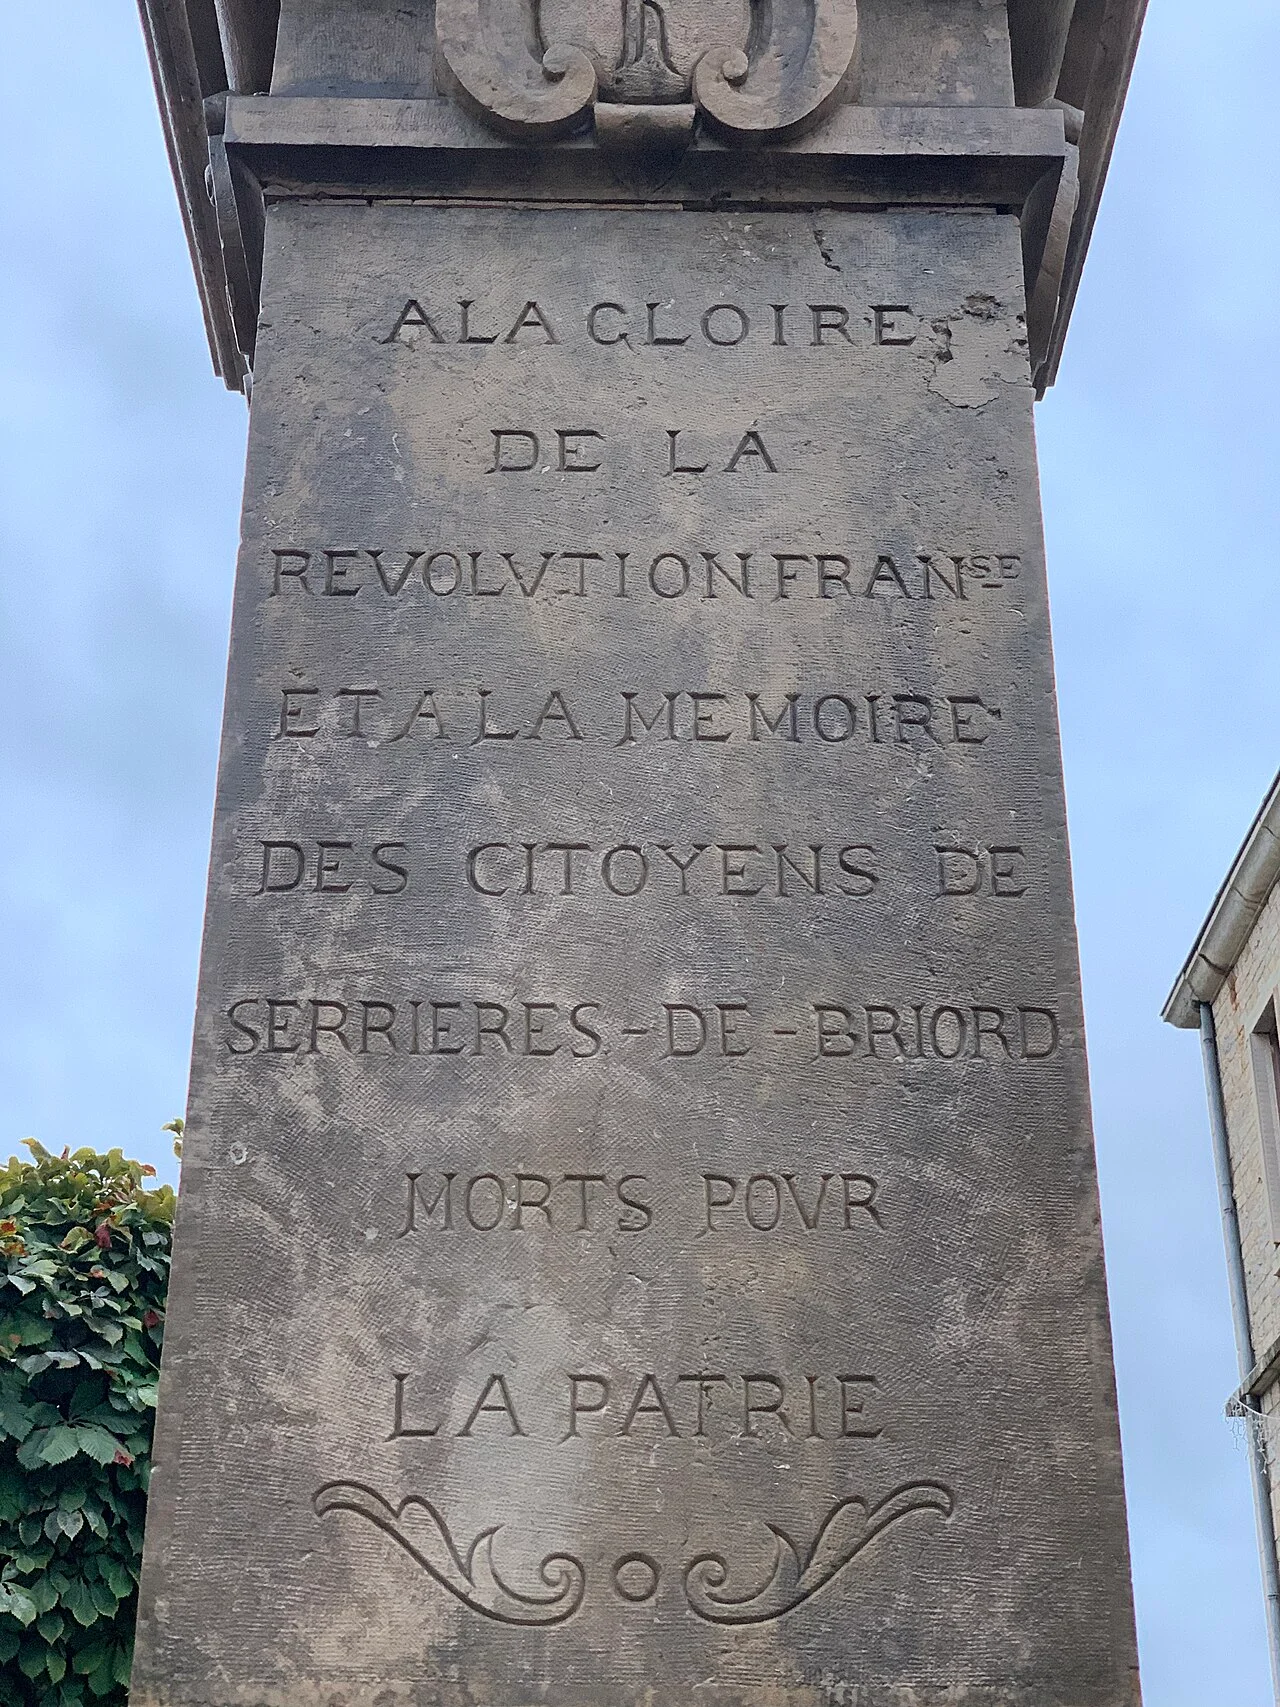 R
A LA GLOIRE
DE LA
REVOLVTION FRANSE
ET A LA MEMOIRE
DES CITOYENS DE
SERRIERES-DE-BRIORD
MORTS POVR
LA PATRIE